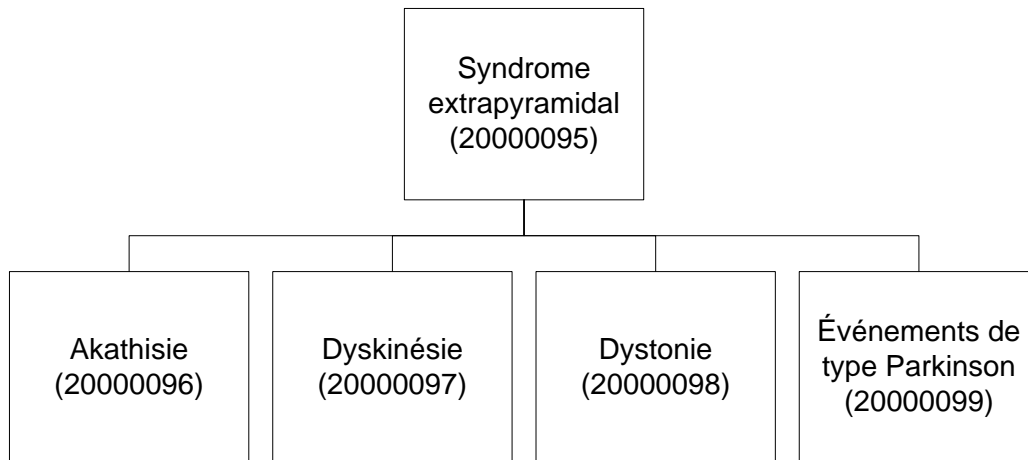 Syndrome
extrapyramidal
(20000095)
Akathisie
(20000096)
Dyskinésie
(20000097)
Dystonie
(20000098)
Événements de
type Parkinson
(20000099)